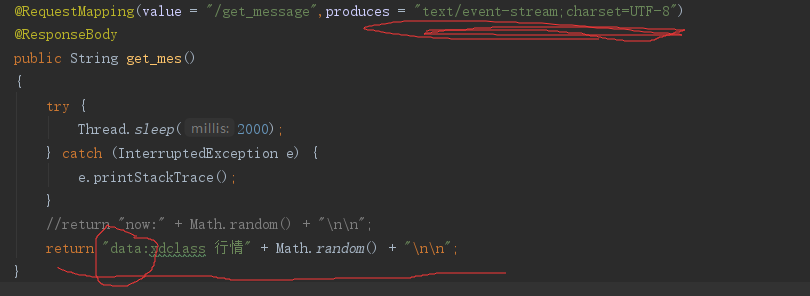 @RequestMapping(value = "/get_message",produces = "text/event-stream;charset=UTF-8")
@ResponseBody
public String get_mes()
{
try {
Thread.sleep( millis: 2000);
} catch (InterruptedException e) {
e.printStackTrace();
}
//return "now:" + Math.random() + "\n\n";
return "data:xdclass 行情" + Math.random() + "\n\n";
}